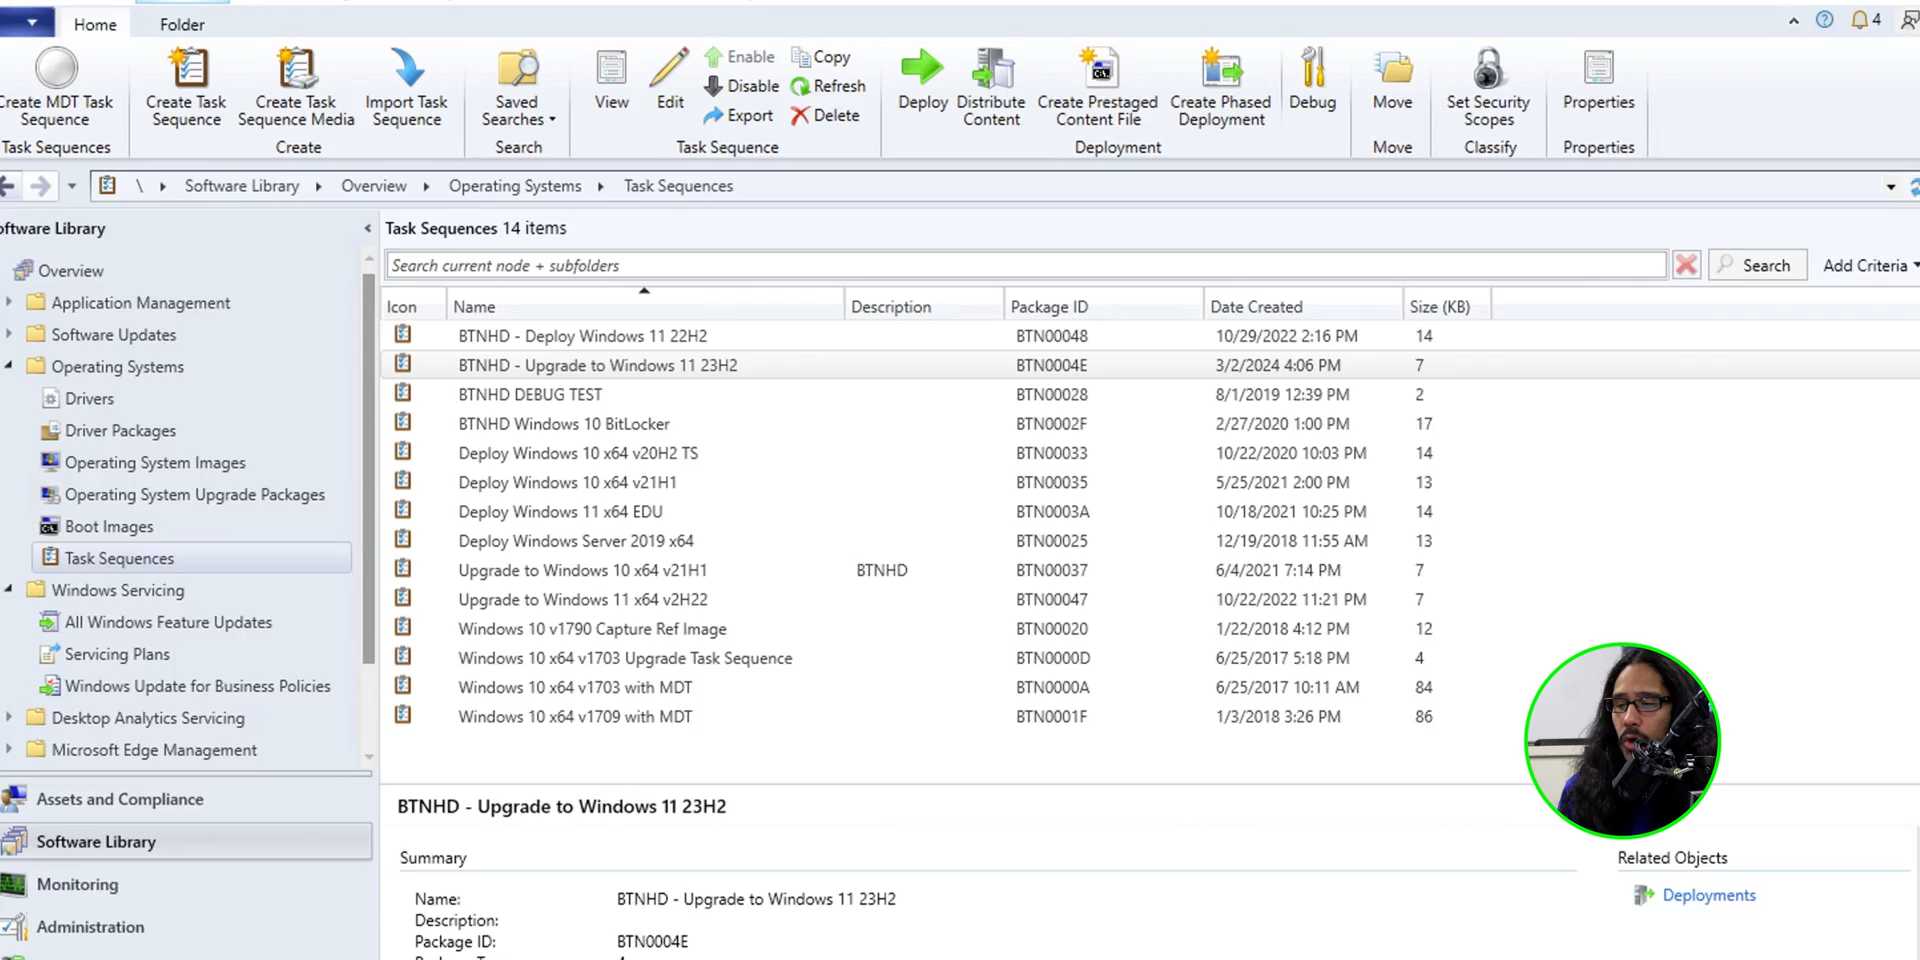 Home Folder
4
Create MDT Task Sequence
Create Task Sequence
Create Task Sequence Media
Import Task Sequence
Saved Searches
View
Edit
Enable
Disable
Export
Copy
Refresh
Delete
Deploy
Distribute Content
Create Prestaged Content File
Create Phased Deployment
Debug
Move
Set Security Scopes
Properties
Task Sequences Create Search Task Sequence Deployment Move Classify Properties
\ Software Library Overview Operating Systems Task Sequences
oftware Library
Overview
Application Management
Software Updates
Operating Systems
Drivers
Driver Packages
Operating System Images
Operating System Upgrade Packages
Boot Images
Task Sequences
Windows Servicing
All Windows Feature Updates
Servicing Plans
Windows Update for Business Policies
Desktop Analytics Servicing
Microsoft Edge Management
Assets and Compliance
Software Library
Monitoring
Administration
Task Sequences 14 items
Search current node + subfolders
Search
Add Criteria
Icon Name Description Package ID Date Created Size (KB)
BTNHD - Deploy Windows 11 22H2 BTN00048 10/29/2022 2:16 PM 14
BTNHD - Upgrade to Windows 11 23H2 BTN0004E 3/2/2024 4:06 PM 7
BTNHD DEBUG TEST BTN00028 8/1/2019 12:39 PM 2
BTNHD Windows 10 BitLocker BTN0002F 2/27/2020 1:00 PM 17
Deploy Windows 10 x64 v20H2 TS BTN00033 10/22/2020 10:03 PM 14
Deploy Windows 10 x64 v21H1 BTN00035 5/25/2021 2:00 PM 13
Deploy Windows 11 x64 EDU BTN0003A 10/18/2021 10:25 PM 14
Deploy Windows Server 2019 x64 BTN00025 12/19/2018 11:55 AM 13
Upgrade to Windows 10 x64 v21H1 BTNHD BTN00037 6/4/2021 7:14 PM 7
Upgrade to Windows 11 x64 v2H22 BTN00047 10/22/2022 11:21 PM 7
Windows 10 v1790 Capture Ref Image BTN00020 1/22/2018 4:12 PM 12
Windows 10 x64 v1703 Upgrade Task Sequence BTN0000D 6/25/2017 5:18 PM 4
Windows 10 x64 v1703 with MDT BTN0000A 6/25/2017 10:11 AM 84
Windows 10 x64 v1709 with MDT BTN0001F 1/3/2018 3:26 PM 86
BTNHD - Upgrade to Windows 11 23H2
Summary
Name: BTNHD - Upgrade to Windows 11 23H2
Description:
Package ID: BTN0004E
Related Objects
Deployments